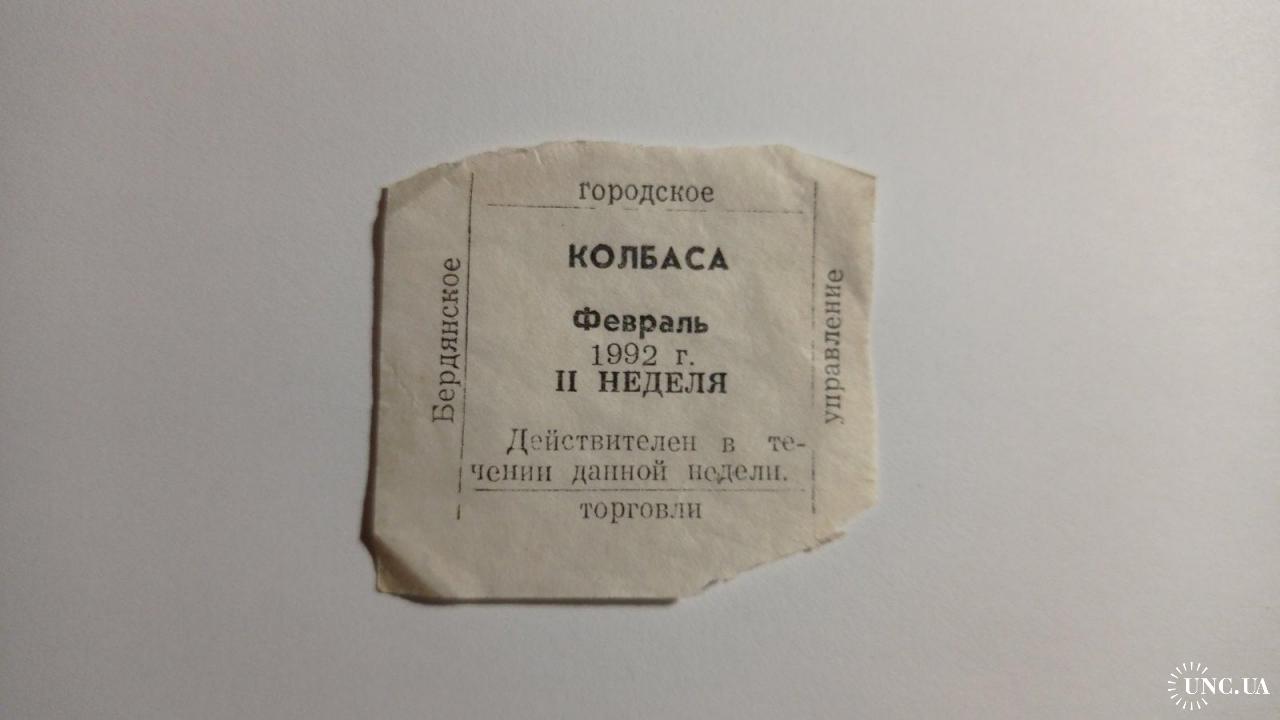 Бердянское
городское
управление
торговли
КОЛБАСА
Февраль
1992 г.
II НЕДЕЛЯ
Действителен в те-
чении данной недели.
UNC.UA